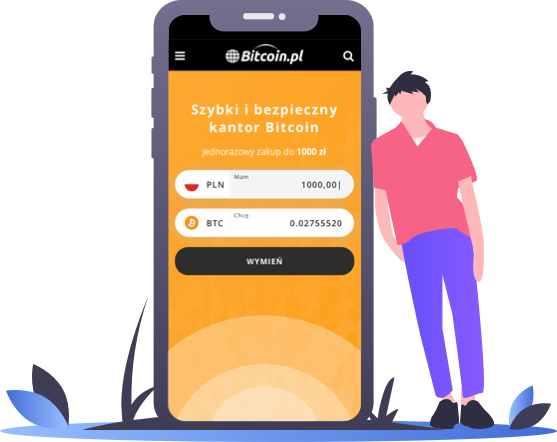 Bitcoin.pl
Szybki i bezpieczny
kantor Bitcoin
jednorazowy zakup do 1000 zł
Mam
PLN 1000,00|
Chcę
BTC 0.02755520
WYMIEŃ